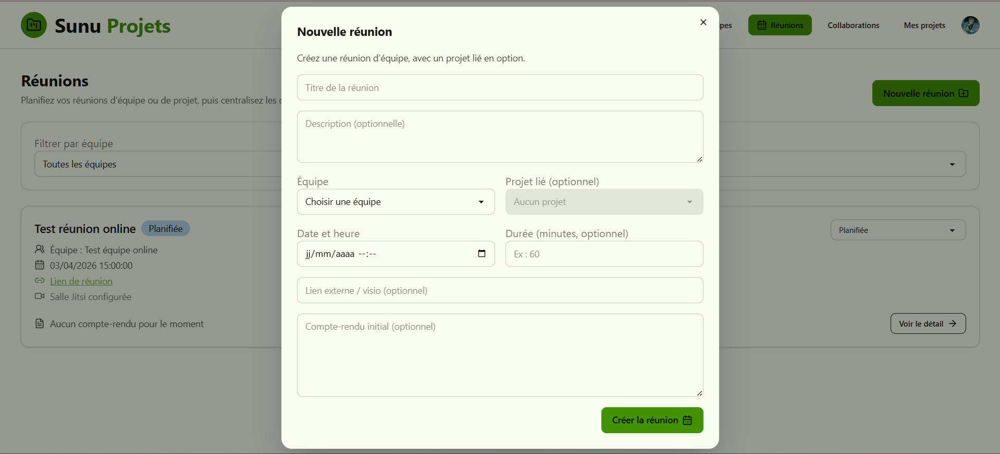 Sunu Projets
Réunions
Collaborations
Mes projets
Réunions
Planifiez vos réunions d'équipe ou de projet, puis centralisez les
Nouvelle réunion
Filtrer par équipe
Toutes les équipes
Test réunion online
Planifiée
Planifiée
Équipe : Test équipe online
03/04/2026 15:00:00
Lien de réunion
Salle Jitsi configurée
Aucun compte-rendu pour le moment
Voir le détail
Nouvelle réunion
Créez une réunion d'équipe, avec un projet lié en option.
Titre de la réunion
Description (optionnelle)
Équipe
Projet lié (optionnel)
Choisir une équipe
Aucun projet
Date et heure
Durée (minutes, optionnel)
jj/mm/aaaa --:--
Ex : 60
Lien externe / visio (optionnel)
Compte-rendu initial (optionnel)
Créer la réunion